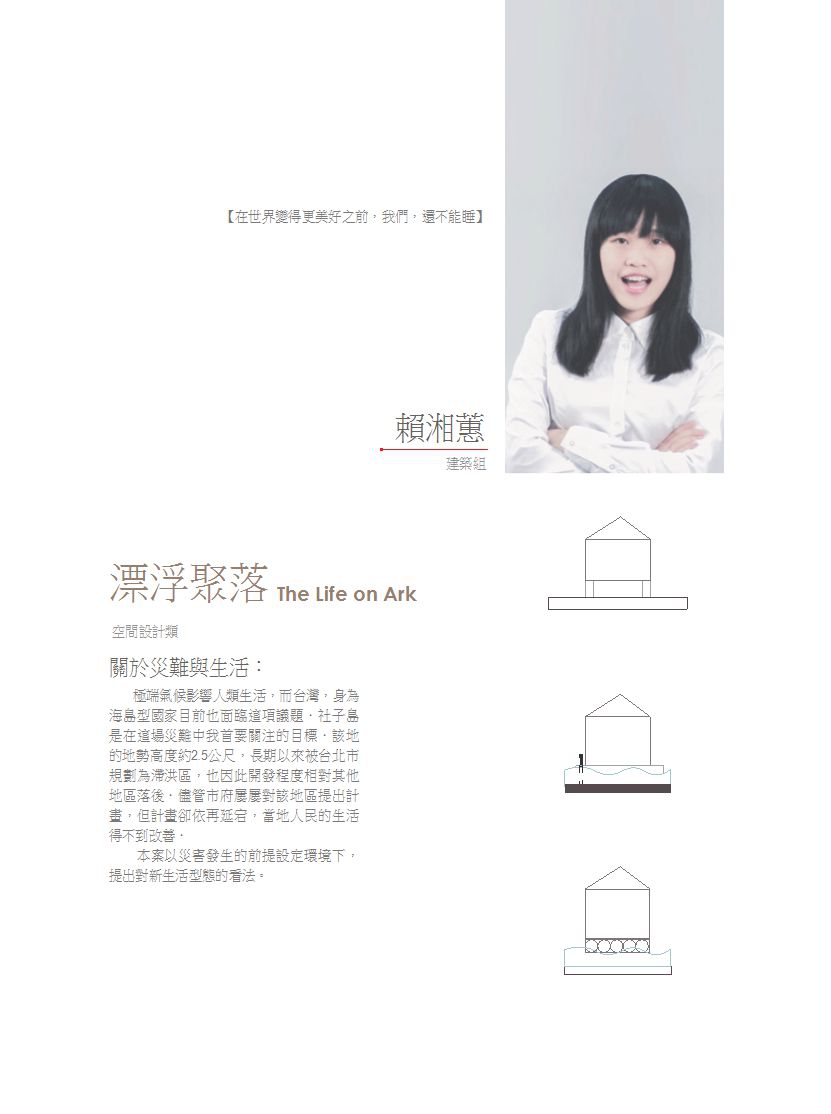 【在世界變得更美好之前，我們，還不能睡】
賴湘蕙
建築組
漂浮聚落 The Life on Ark
空間設計類
關於災難與生活：
極端氣候影響人類生活，而台灣，身為
海島型國家目前也面臨這項議題．社子島
是在這場災難中我首要關注的目標．該地
的地勢高度約2.5公尺，長期以來被台北市
規劃為滯洪區，也因此開發程度相對其他
地區落後．儘管市府屢屢對該地區提出計
畫，但計畫卻依再延宕，當地人民的生活
得不到改善．
本案以災害發生的前提設定環境下，
提出對新生活型態的看法。